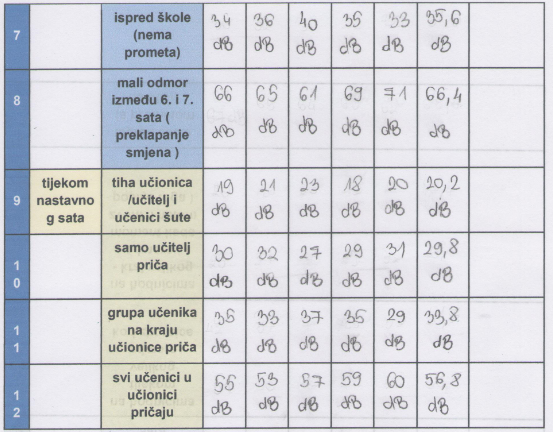 7 ispred škole (nema prometa) 34 dB 36 dB 40 dB 35 dB 33 dB 35,6 dB
8 mali odmor između 6. i 7. sata ( preklapanje smjena ) 66 dB 65 dB 61 dB 69 dB 71 dB 66,4 dB
9 tijekom nastavnog sata tiha učionica /učitelj i učenici šute 19 dB 21 dB 23 dB 18 dB 20 dB 20,2 dB
10 samo učitelj priča 30 dB 32 dB 27 dB 29 dB 31 dB 29,8 dB
11 grupa učenika na kraju učionice priča 35 dB 33 dB 37 dB 35 dB 29 dB 33,8 dB
12 svi učenici u učionici pričaju 55 dB 53 dB 57 dB 59 dB 60 dB 56,8 dB